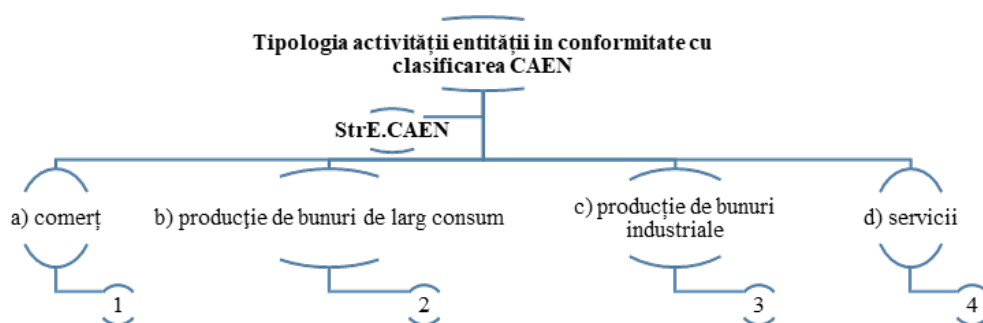 Tipologia activității entității in conformitate cu
clasificarea CAEN
StrE.CAEN
a) comerț
b) producţie de bunuri de larg consum
c) producție de bunuri
industriale
d) servicii
1
2
3
4